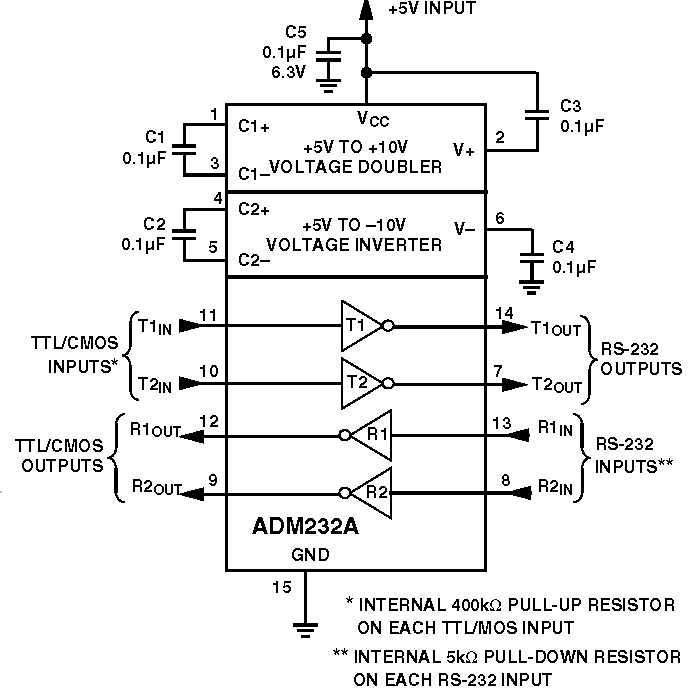 +5V INPUT
C5
0.1µF
6.3V
C3
0.1µF
VCC
1
C1+
C1
0.1µF
+5V TO +10V
VOLTAGE DOUBLER
V+
2
3
C1–
4
C2+
C2
0.1µF
+5V TO –10V
VOLTAGE INVERTER
V–
6
5
C2–
C4
0.1µF
TTL/CMOS
INPUTS*
T1IN
11
T1
14
T1OUT
RS-232
OUTPUTS
T2IN
10
T2
7
T2OUT
TTL/CMOS
OUTPUTS
R1OUT
12
R1
13
R1IN
RS-232
INPUTS**
R2OUT
9
R2
8
R2IN
ADM232A
GND
15
* INTERNAL 400kΩ PULL-UP RESISTOR
ON EACH TTL/MOS INPUT
** INTERNAL 5kΩ PULL-DOWN RESISTOR
ON EACH RS-232 INPUT